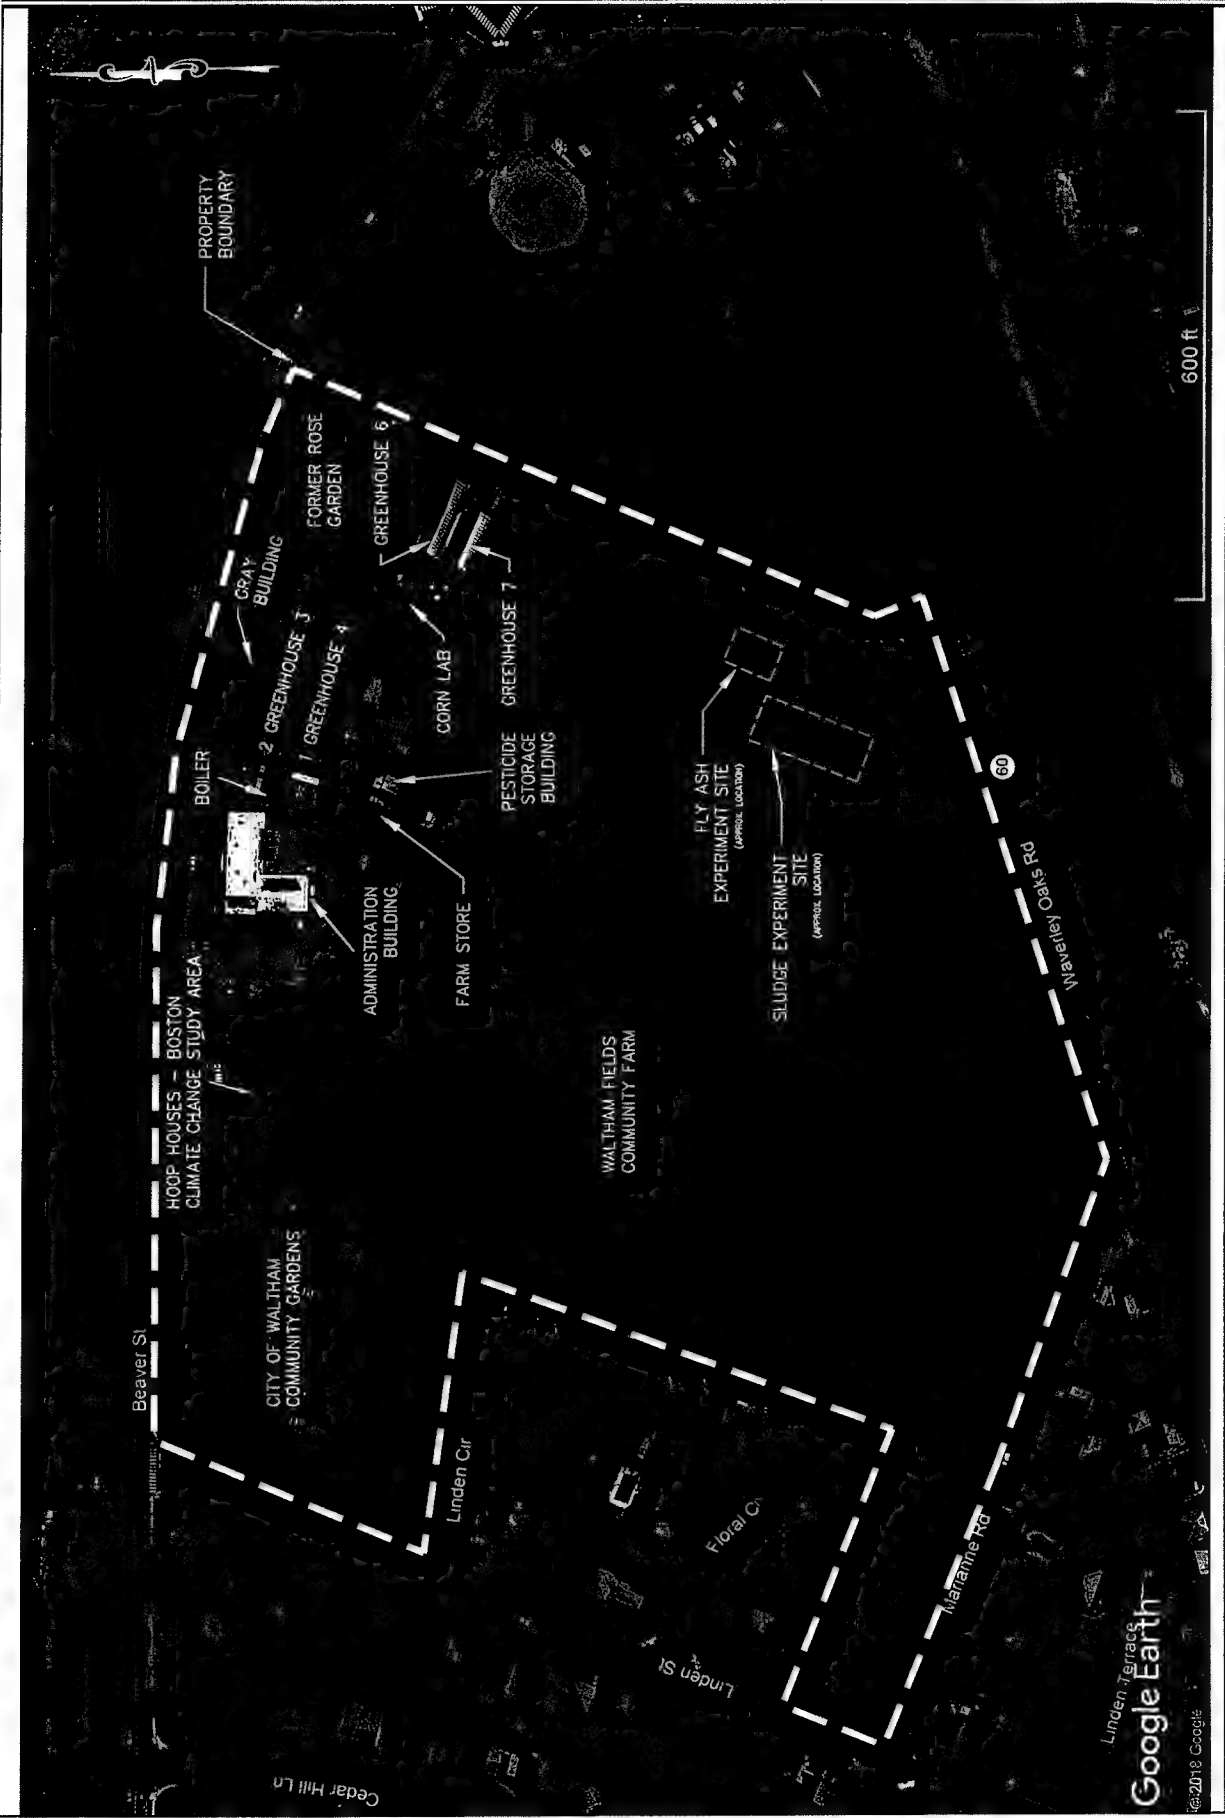 Beaver St
HOOP HOUSES – BOSTON
CLIMATE CHANGE STUDY AREA
BOILER
GRAY
BUILDING
PROPERTY
BOUNDARY
2 GREENHOUSE 3
1 GREENHOUSE 4
FORMER ROSE
GARDEN
GREENHOUSE 6
CITY OF WALTHAM
COMMUNITY GARDENS
ADMINISTRATION
BUILDING
FARM STORE
CORN LAB
PESTICIDE
STORAGE
BUILDING
GREENHOUSE 7
Cedar Hill Ln
Linden Cir
WALTHAM FIELDS
COMMUNITY FARM
FLY ASH
EXPERIMENT SITE
(APPROX. LOCATION)
SLUDGE EXPERIMENT
SITE
(APPROX. LOCATION)
Floral Cr
Linden St
60
Waverley Oaks Rd
Marianne Rd
Linden Terrace
Google Earth
© 2018 Google
600 ft